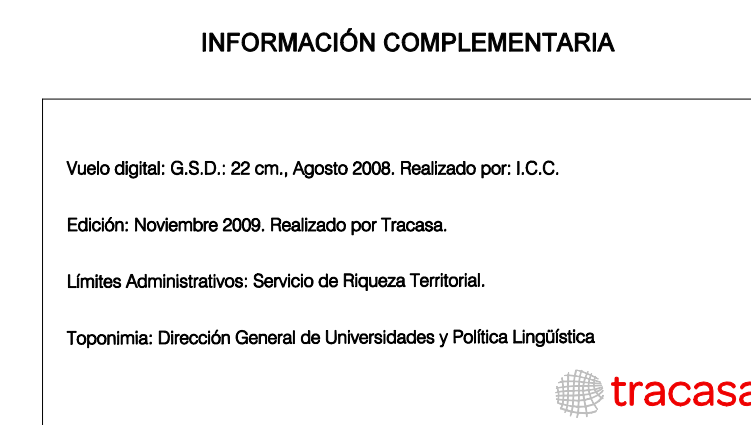 INFORMACIÓN COMPLEMENTARIA
Vuelo digital: G.S.D.: 22 cm., Agosto 2008. Realizado por: I.C.C.
Edición: Noviembre 2009. Realizado por Tracasa.
Límites Administrativos: Servicio de Riqueza Territorial.
Toponimia: Dirección General de Universidades y Política Lingüística
tracasa